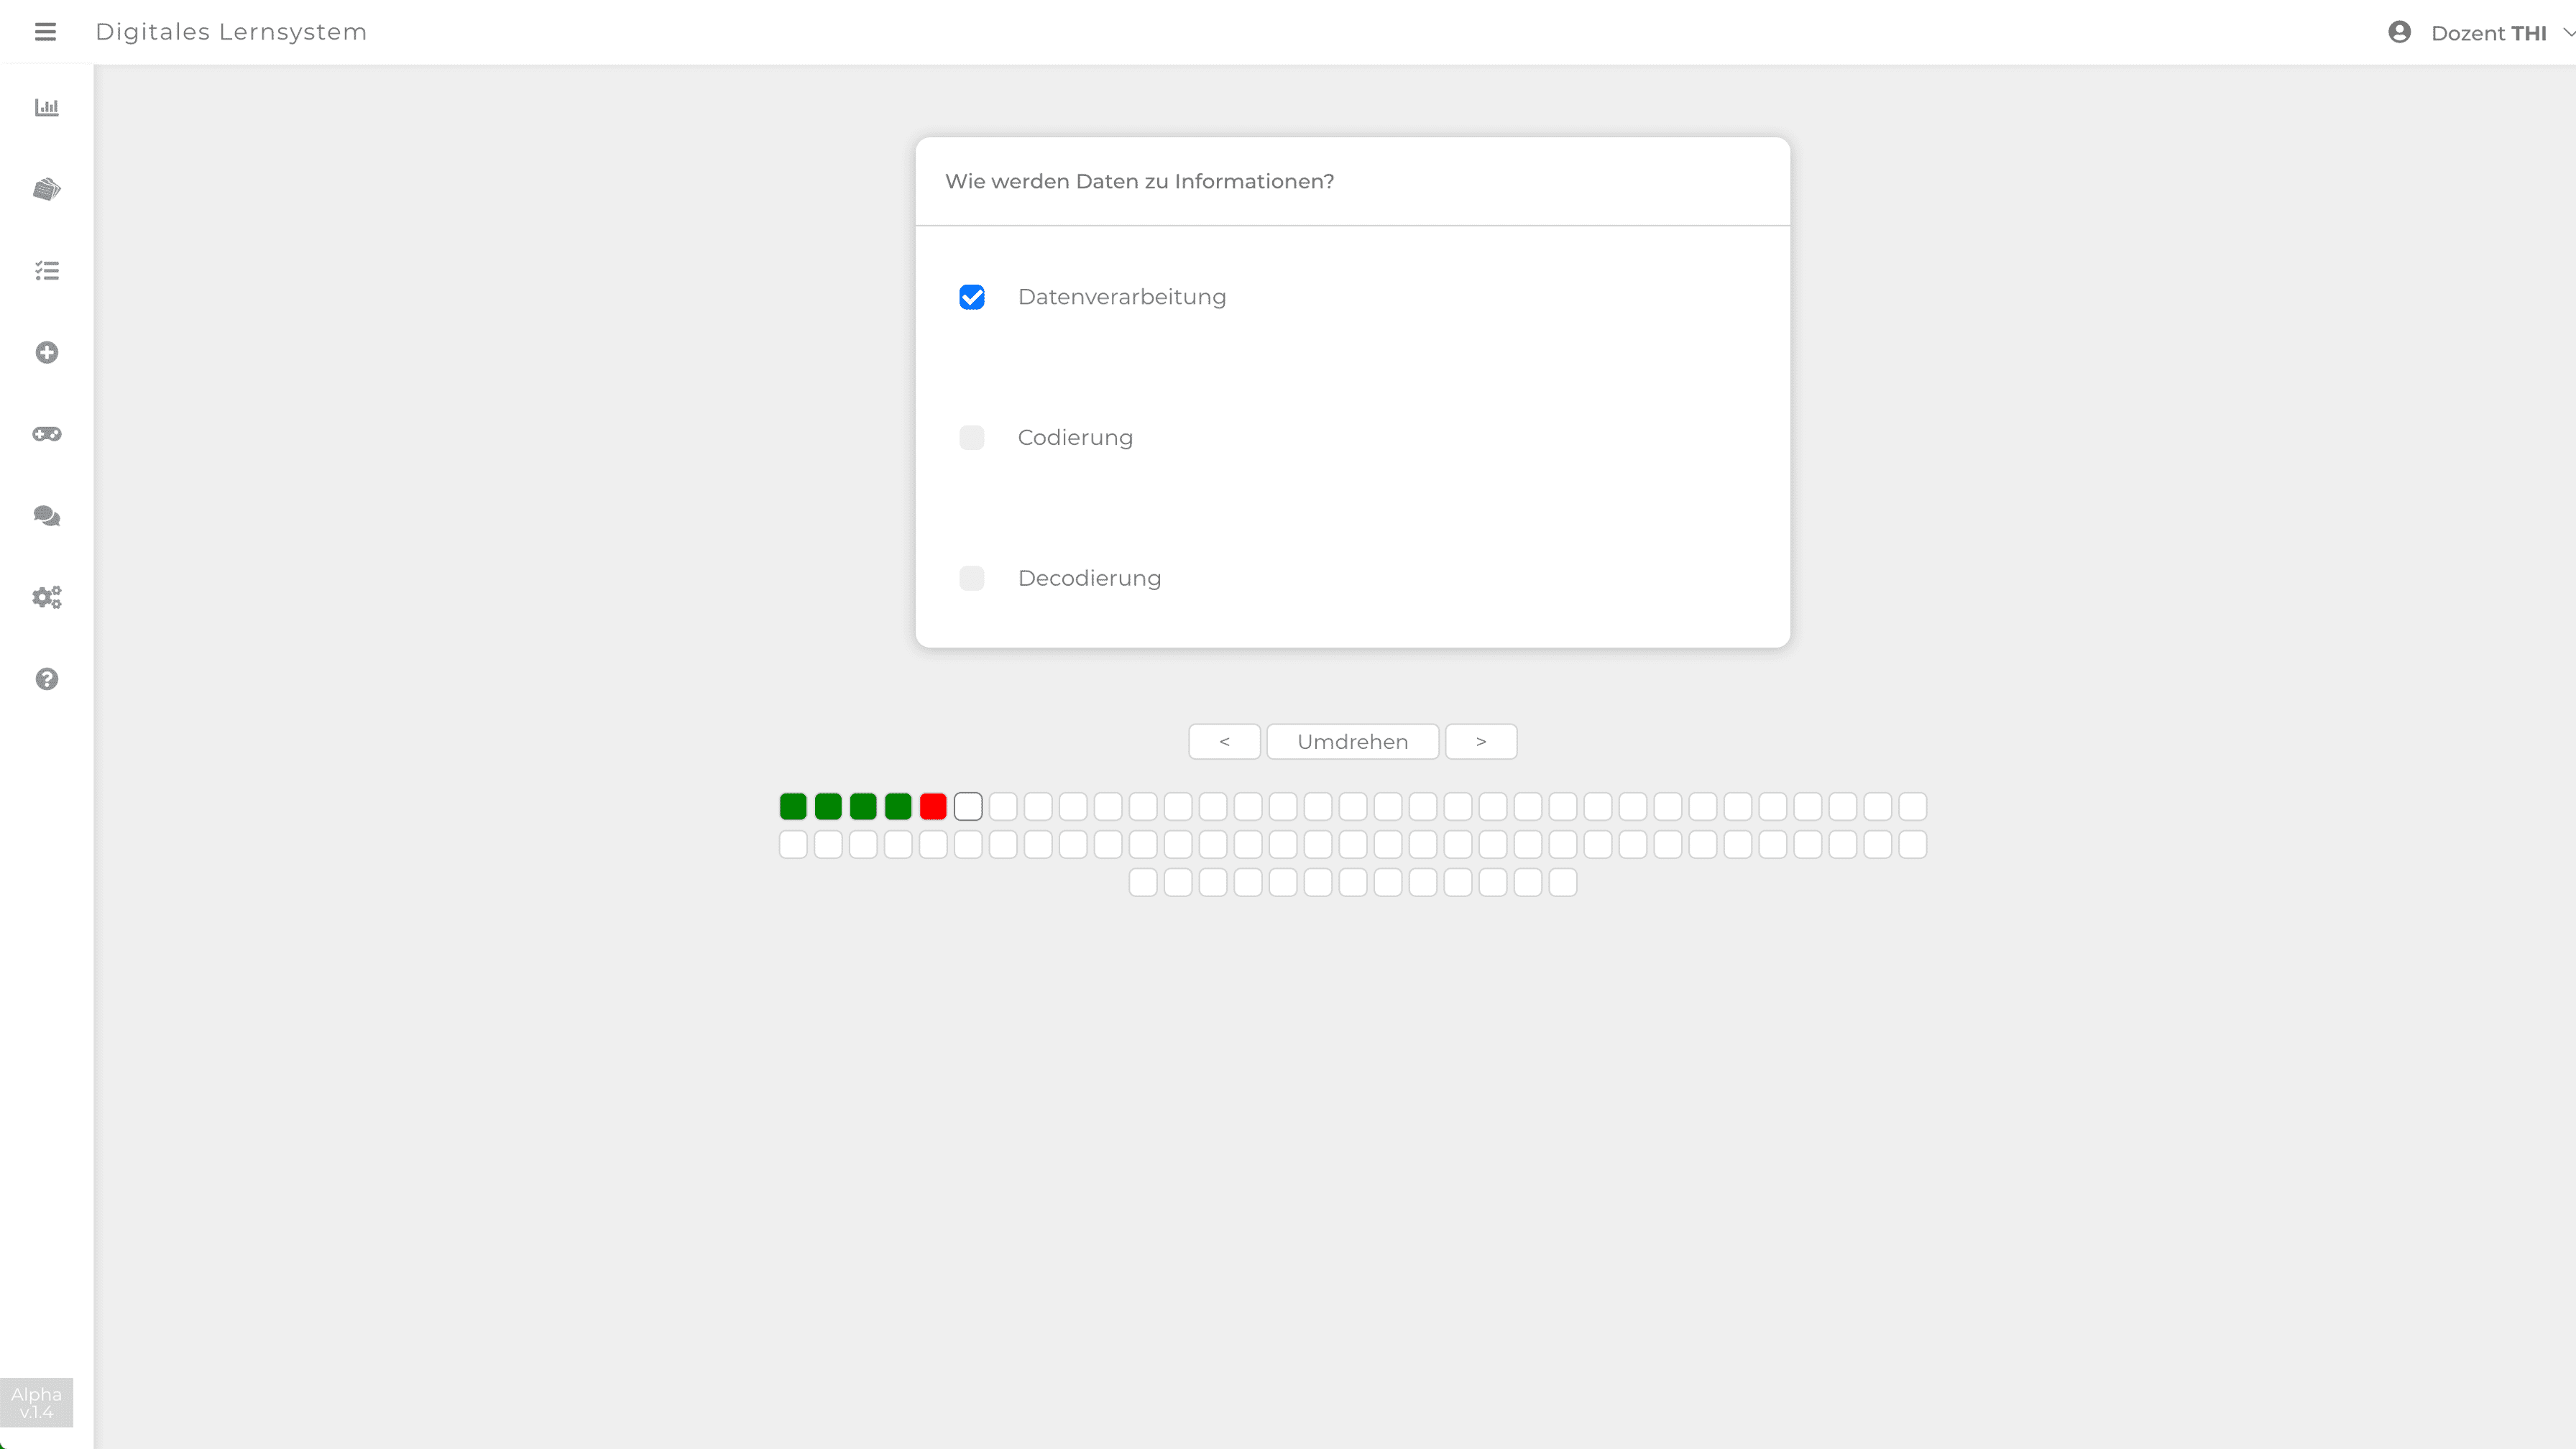 Digitales Lernsystem
Dozent THI
Wie werden Daten zu Informationen?
Datenverarbeitung
Codierung
Decodierung
< Umdrehen >
Alpha
v.1.4